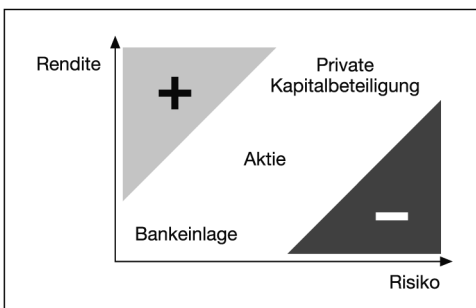 Rendite
+
Private
Kapitalbeteiligung
Aktie
Bankeinlage
–
Risiko